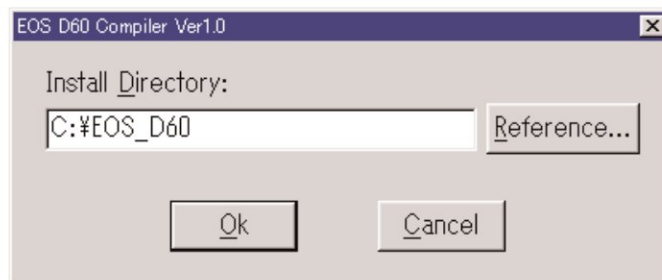 EOS D60 Compiler Ver1.0
Install Directory:
C:¥EOS_D60
Reference...
Ok
Cancel